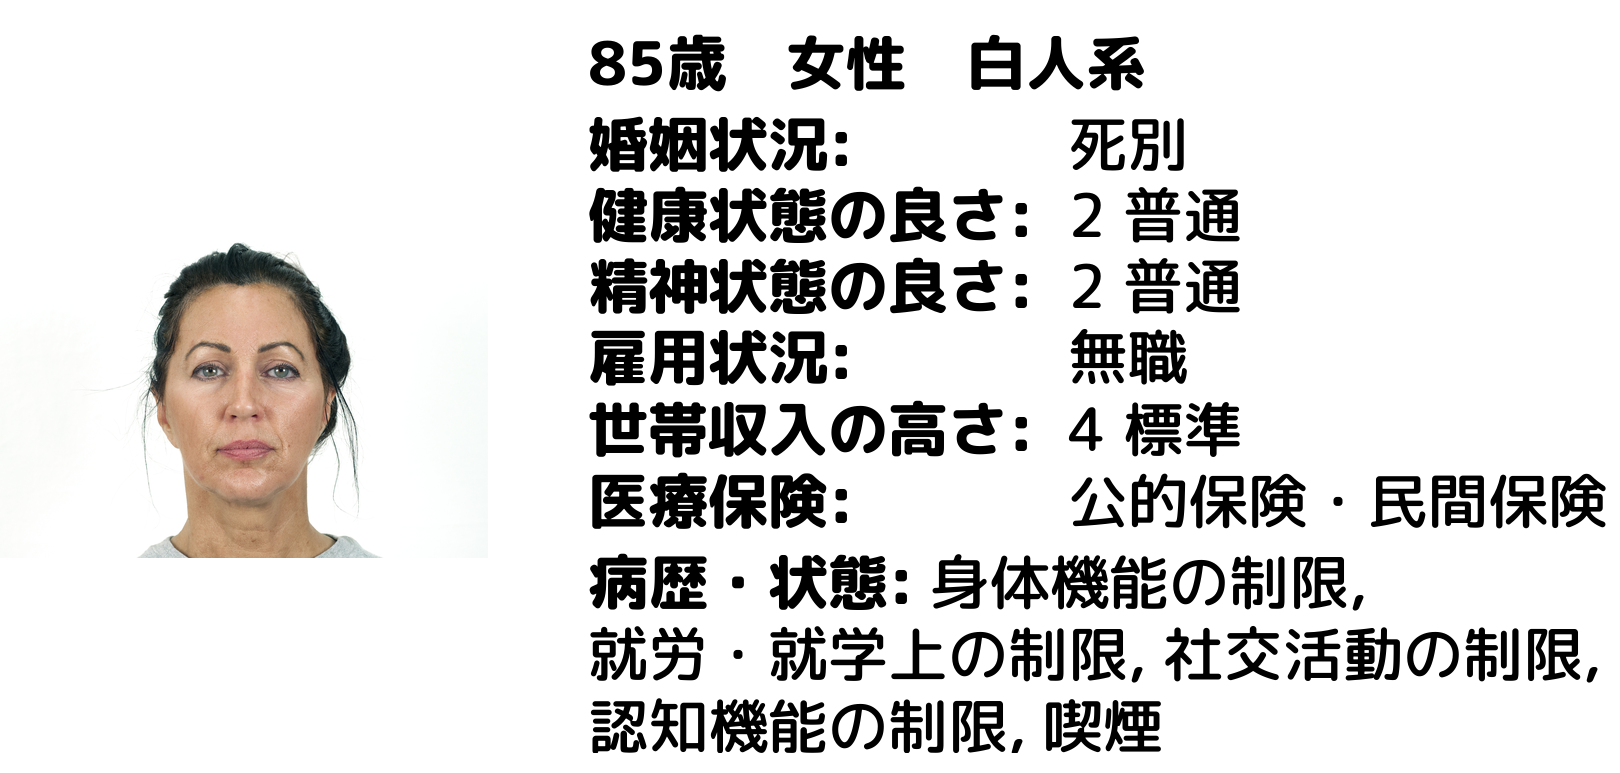 85歳　女性　白人系
婚姻状況: 死別
健康状態の良さ: 2 普通
精神状態の良さ: 2 普通
雇用状況: 無職
世帯収入の高さ: 4 標準
医療保険: 公的保険・民間保険
病歴・状態: 身体機能の制限,
就労・就学上の制限, 社交活動の制限,
認知機能の制限, 喫煙